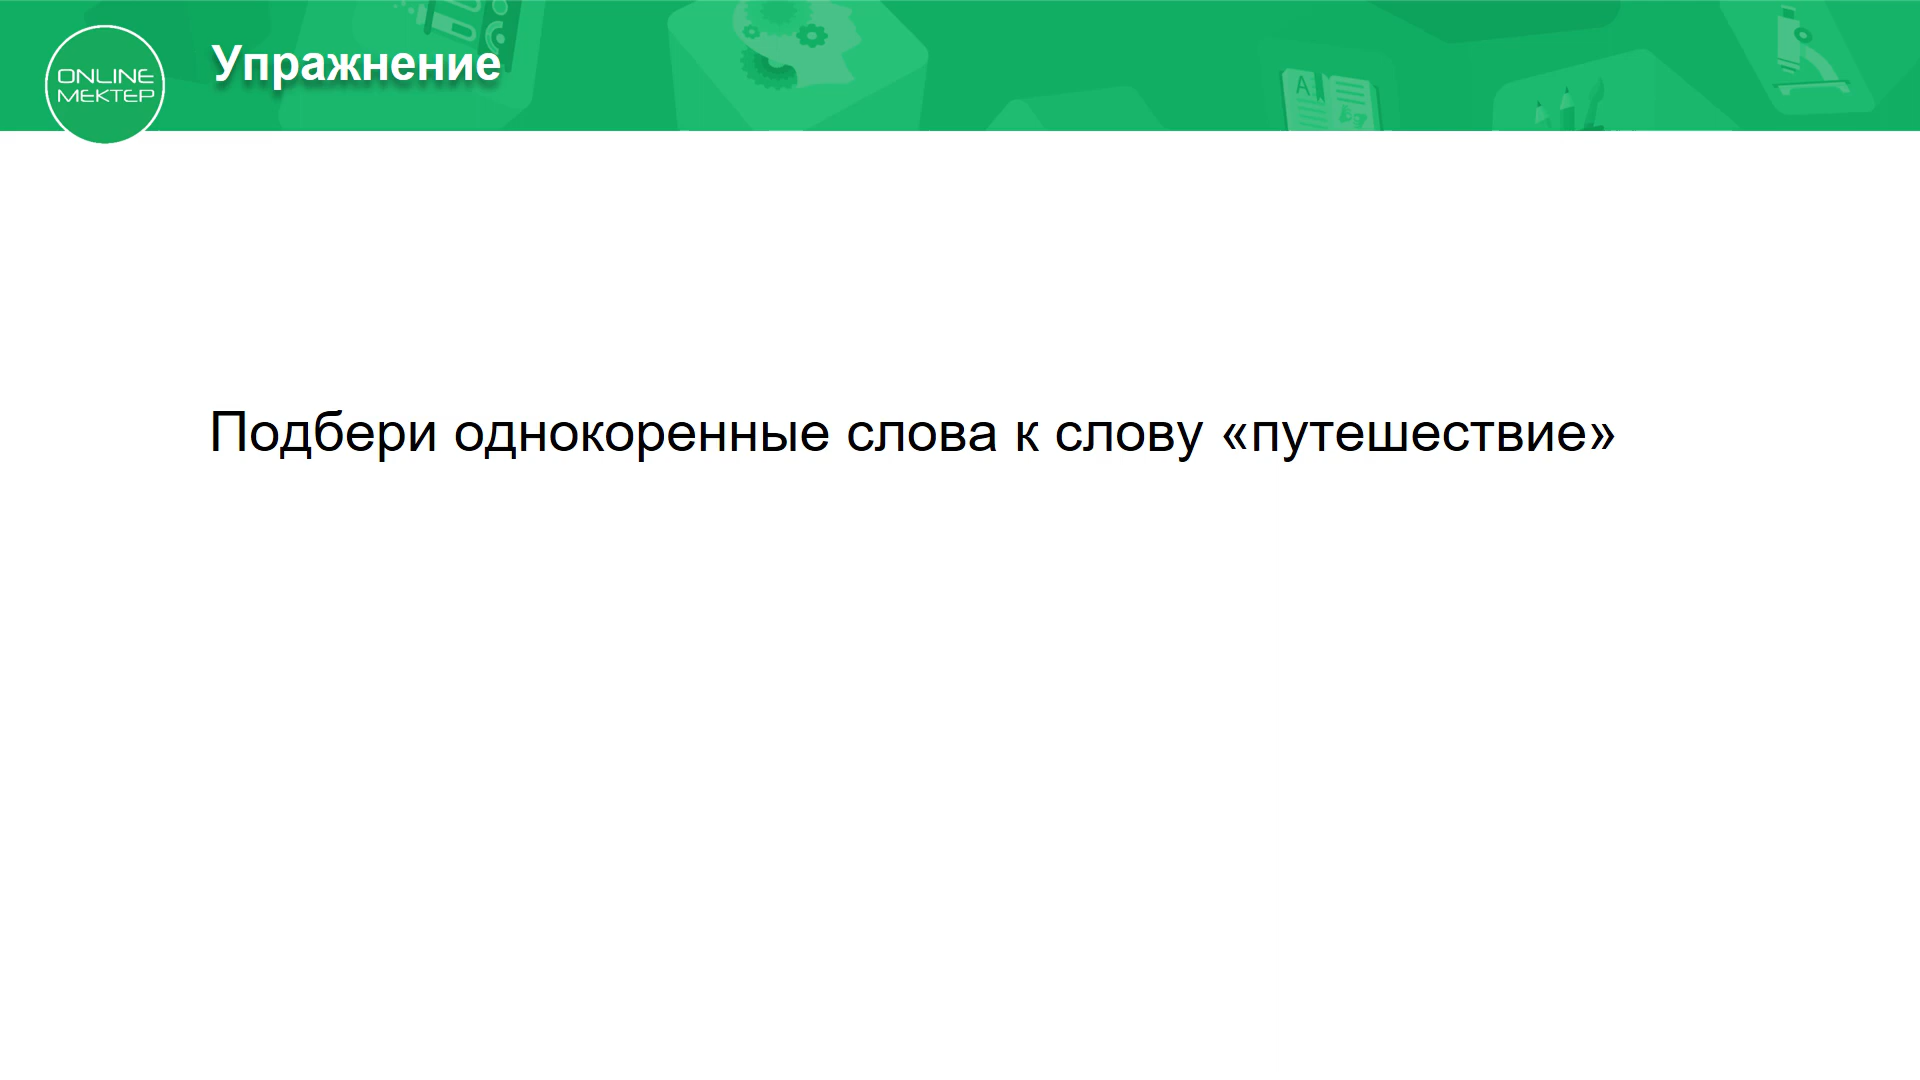 ONLINE
MEKTEP
Упражнение
Подбери однокоренные слова к слову «путешествие»